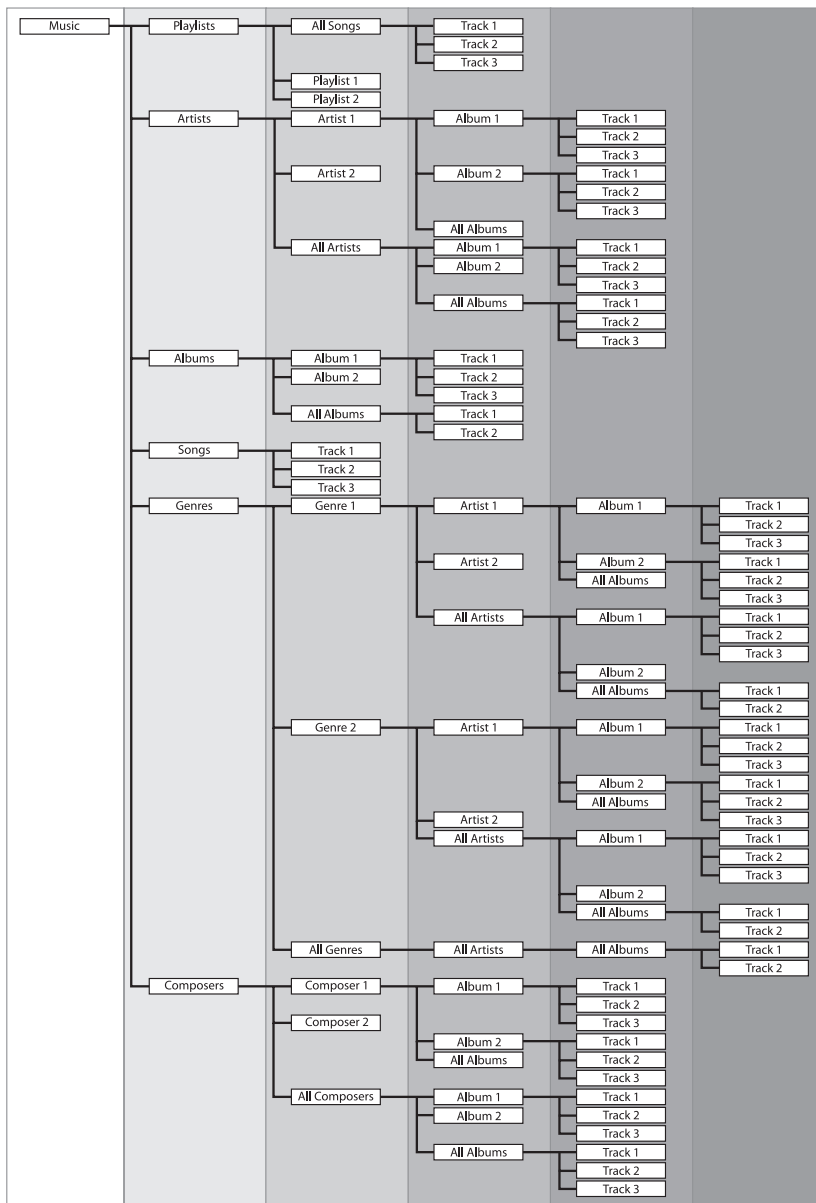 Music Playlists All Songs Track 1
Track 2
Track 3
Playlist 1
Playlist 2
Artists Artist 1 Album 1 Track 1
Track 2
Track 3
Artist 2 Album 2 Track 1
Track 2
Track 3
All Albums
All Artists Album 1 Track 1
Album 2 Track 2
Track 3
All Albums Track 1
Track 2
Track 3
Albums Album 1 Track 1
Album 2 Track 2
Track 3
All Albums Track 1
Track 2
Songs Track 1
Track 2
Track 3
Genres Genre 1 Artist 1 Album 1 Track 1
Track 2
Track 3
Artist 2 Album 2 Track 1
All Albums Track 2
Track 3
All Artists Album 1 Track 1
Track 2
Track 3
Album 2
All Albums Track 1
Track 2
Genre 2 Artist 1 Album 1 Track 1
Track 2
Track 3
Album 2 Track 1
All Albums Track 2
Artist 2 Track 3
All Artists Album 1 Track 1
Track 2
Track 3
Album 2
All Albums Track 1
Track 2
All Genres All Artists All Albums Track 1
Track 2
Composers Composer 1 Album 1 Track 1
Track 2
Composer 2 Track 3
Album 2 Track 1
All Albums Track 2
Track 3
All Composers Album 1 Track 1
Album 2 Track 2
Track 3
All Albums Track 1
Track 2
Track 3